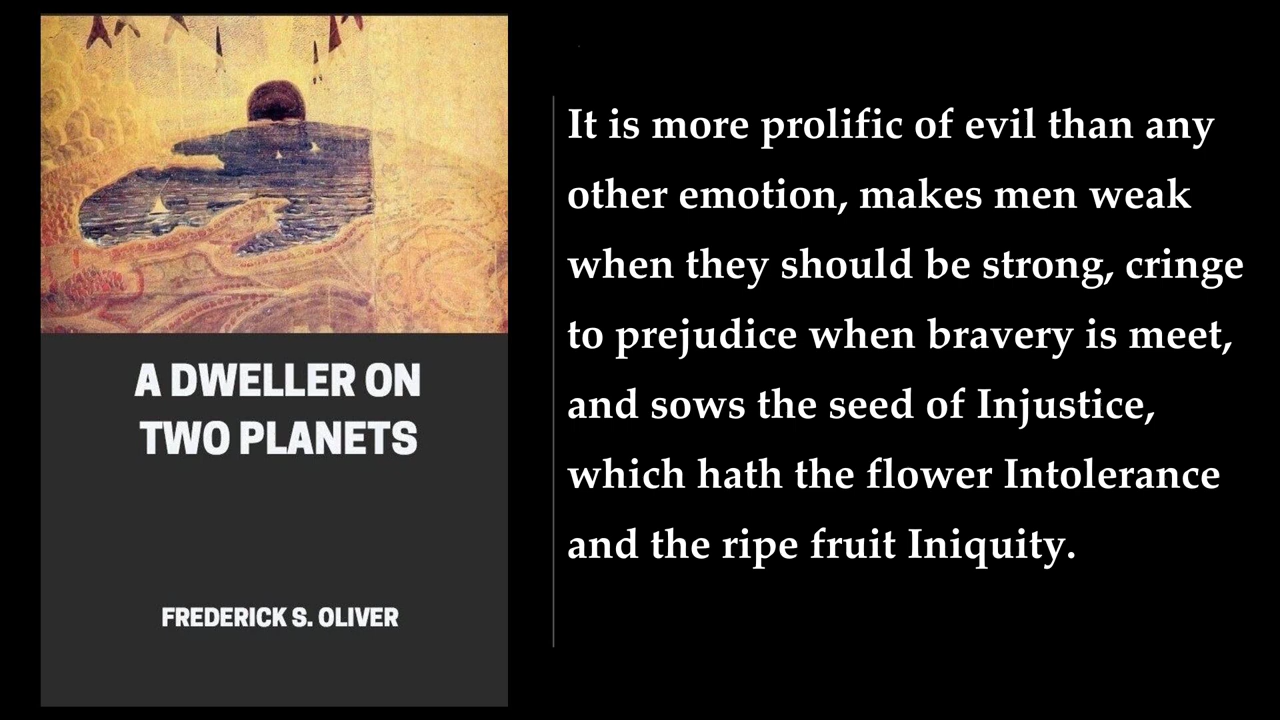 A DWELLER ON
TWO PLANETS
FREDERICK S. OLIVER
It is more prolific of evil than any
other emotion, makes men weak
when they should be strong, cringe
to prejudice when bravery is meet,
and sows the seed of Injustice,
which hath the flower Intolerance
and the ripe fruit Iniquity.